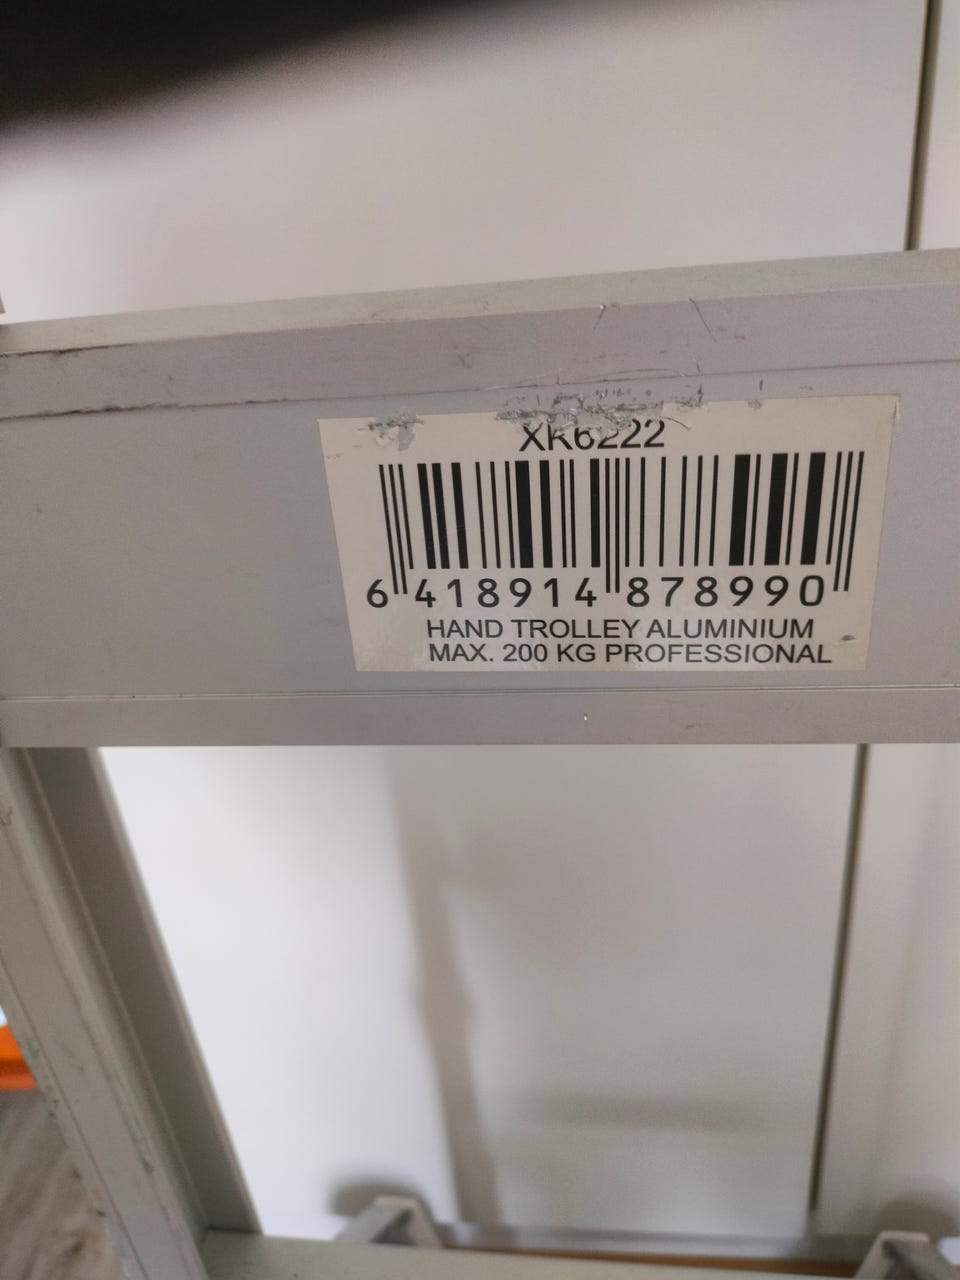 XK6222
6 418914 878990
HAND TROLLEY ALUMINIUM
MAX. 200 KG PROFESSIONAL